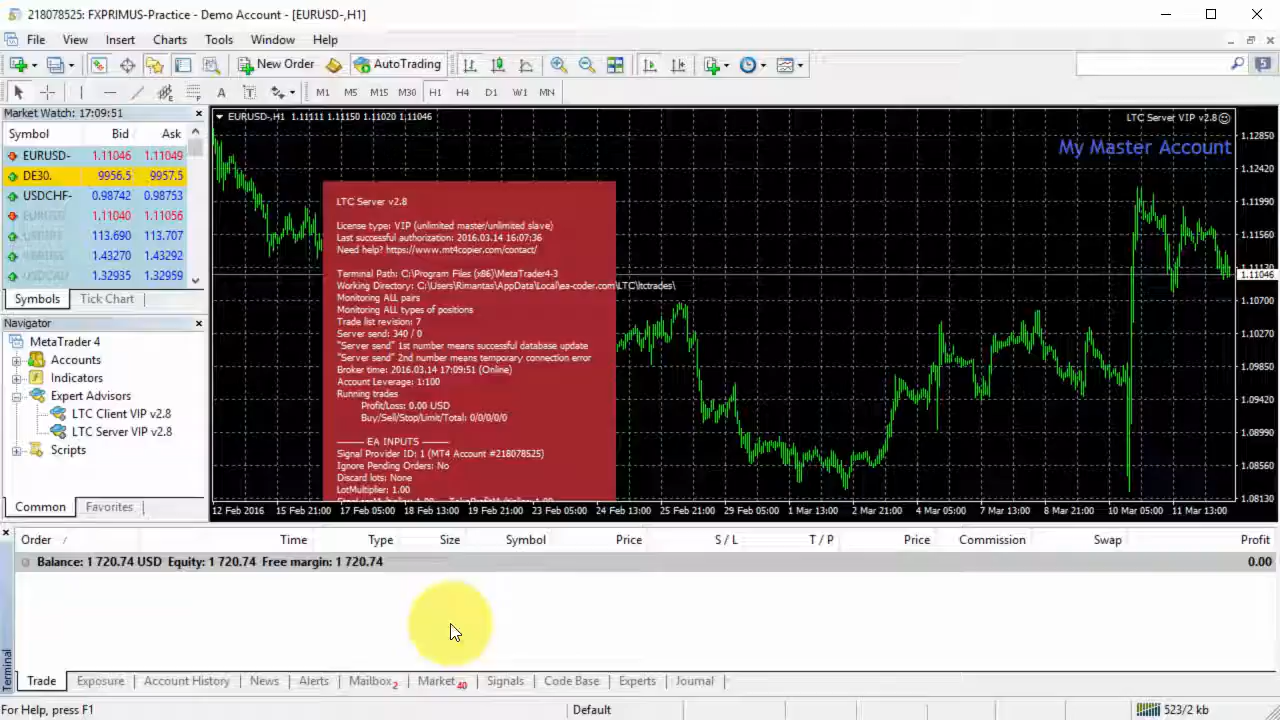 218078525: FXPRIMUS-Practice - Demo Account - [EURUSD-,H1]
File View Insert Charts Tools Window Help
New Order AutoTrading 5
A T M1 M5 M15 M30 H1 H4 D1 W1 MN
Market Watch: 17:09:51
Symbol Bid Ask
EURUSD- 1.11046 1.11049
DE30. 9956.5 9957.5
USDCHF- 0.98742 0.98753
1.11040 1.11056
113.690 113.707
1.43270 1.43292
1.32935 1.32959
Symbols Tick Chart
Navigator
MetaTrader 4
Accounts
Indicators
Expert Advisors
LTC Client VIP v2.8
LTC Server VIP v2.8
Scripts
Common Favorites
EURUSD-,H1 1.11111 1.11150 1.11020 1.11046
LTC Server VIP v2.8
My Master Account
LTC Server v2.8
License type: VIP (unlimited master/unlimited slave)
Last successful authorization: 2016.03.14 16:07:36
Need help? https://www.mt4copier.com/contact/
Terminal Path: C:\Program Files (x86)\MetaTrader4-3
Working Directory: C:\Users\Rimantas\AppData\Local\ea-coder.com\LTC\ltctrades\
Monitoring ALL pairs
Monitoring ALL types of positions
Trade list revision: 7
Server send: 340 / 0
"Server send" 1st number means successful database update
"Server send" 2nd number means temporary connection error
Broker time: 2016.03.14 17:09:51 (Online)
Account Leverage: 1:100
Running trades
Profit/Loss: 0.00 USD
Buy/Sell/Stop/Limit/Total: 0/0/0/0/0
——— EA INPUTS ———
Signal Provider ID: 1 (MT4 Account #218078525)
Ignore Pending Orders: No
Discard lots: None
LotMultiplier: 1.00
1.12850
1.12420
1.11990
1.11560
1.11046
1.10700
1.10280
1.09850
1.09420
1.08990
1.08560
1.08130
12 Feb 2016 15 Feb 21:00 17 Feb 05:00 18 Feb 13:00 19 Feb 21:00 23 Feb 05:00 24 Feb 13:00 25 Feb 21:00 29 Feb 05:00 1 Mar 13:00 2 Mar 21:00 4 Mar 05:00 7 Mar 13:00 8 Mar 21:00 10 Mar 05:00 11 Mar 13:00
Order / Time Type Size Symbol Price S / L T / P Price Commission Swap Profit
Balance: 1 720.74 USD Equity: 1 720.74 Free margin: 1 720.74 0.00
Terminal
Trade Exposure Account History News Alerts Mailbox 2 Market 40 Signals Code Base Experts Journal
For Help, press F1 Default 523/2 kb